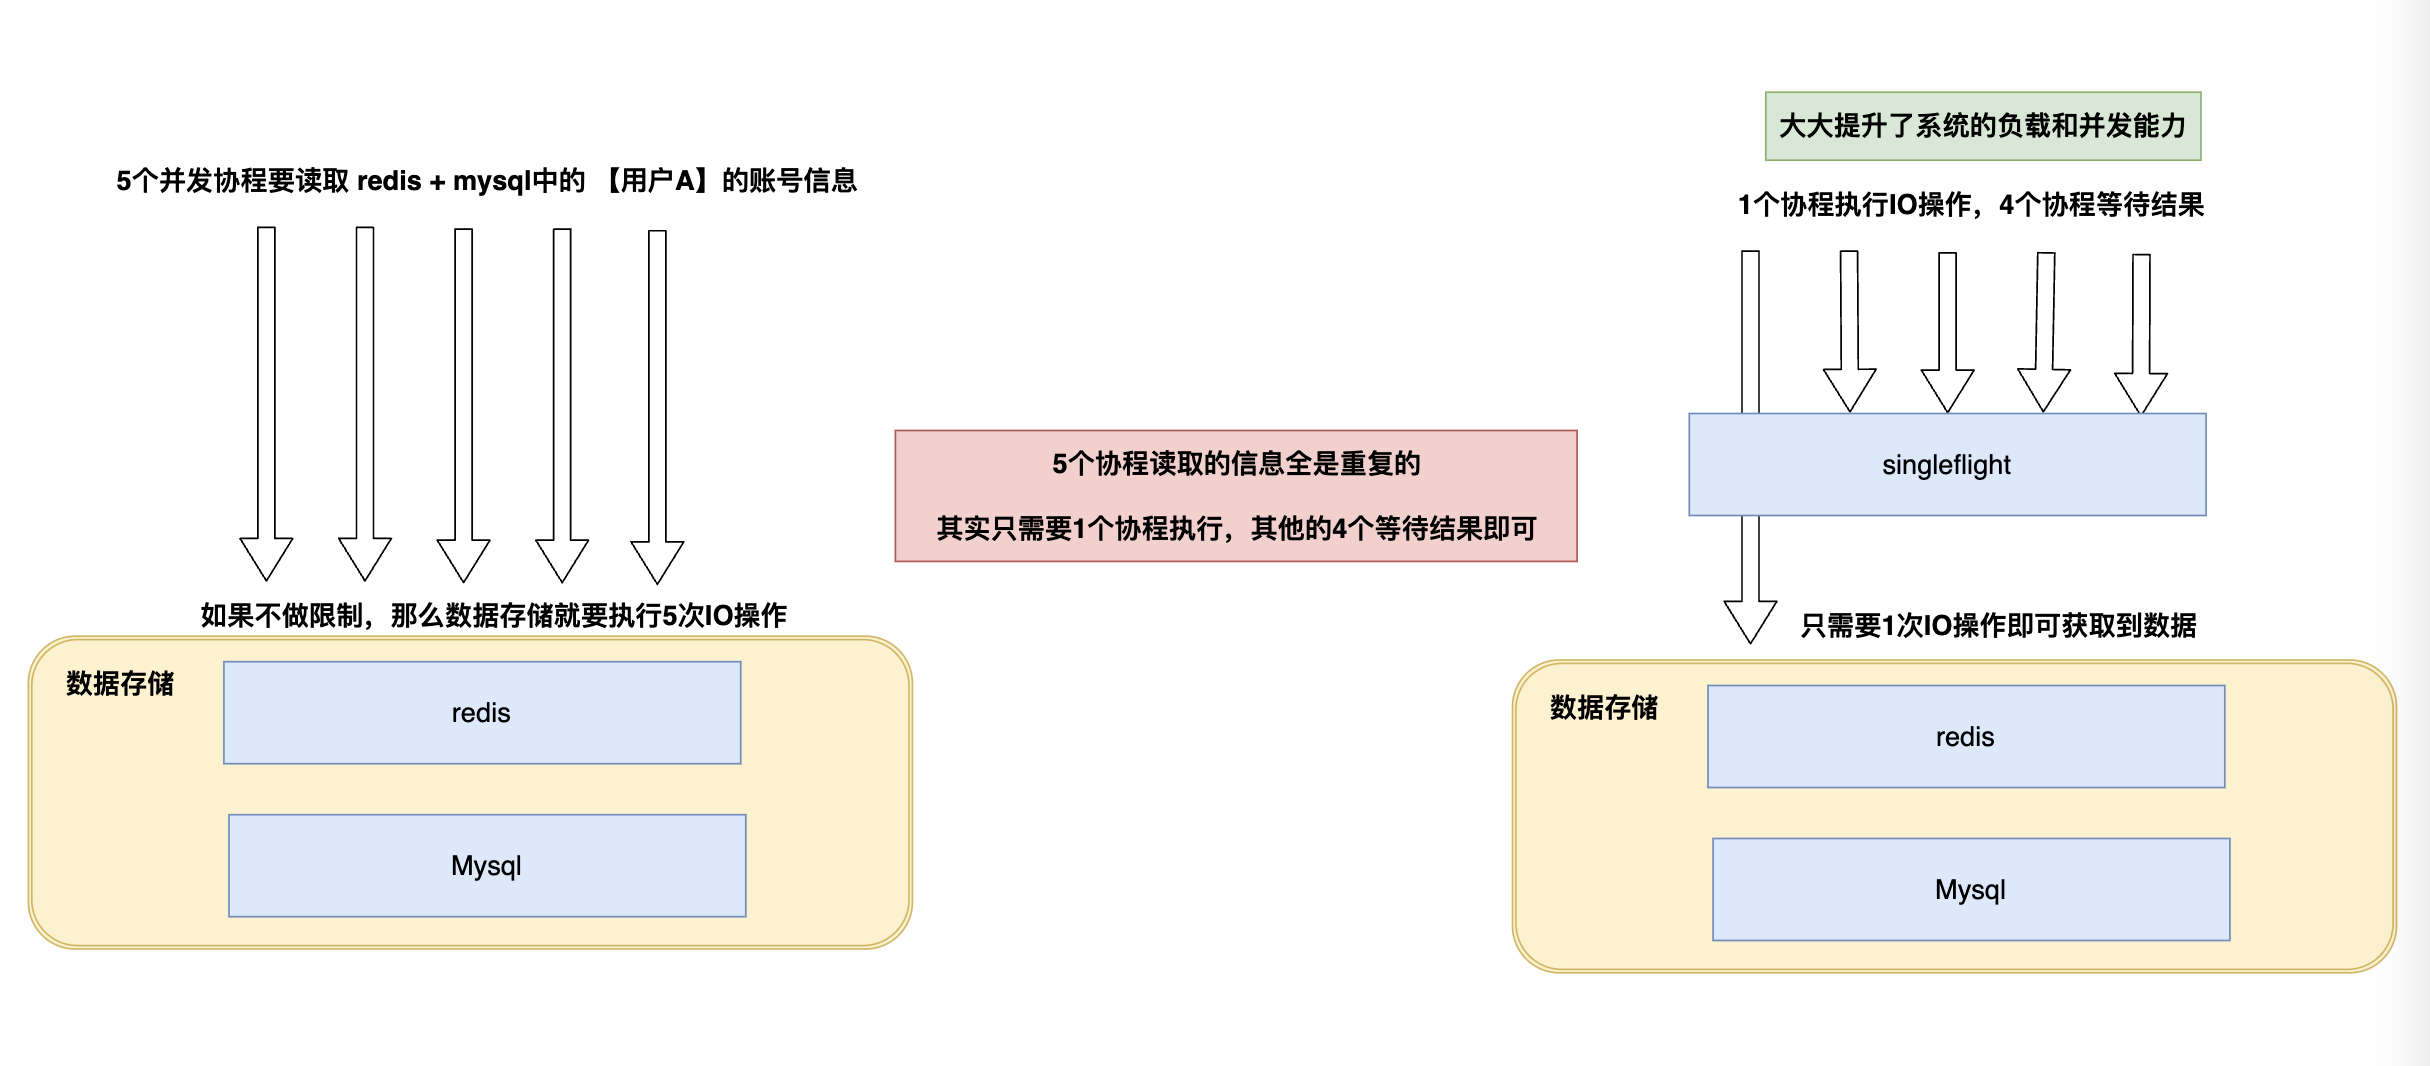 5个并发协程要读取 redis + mysql中的 【用户A】的账号信息
如果不做限制，那么数据存储就要执行5次IO操作
数据存储
redis
Mysql
5个协程读取的信息全是重复的
其实只需要1个协程执行，其他的4个等待结果即可
大大提升了系统的负载和并发能力
1个协程执行IO操作，4个协程等待结果
singleflight
只需要1次IO操作即可获取到数据
数据存储
redis
Mysql